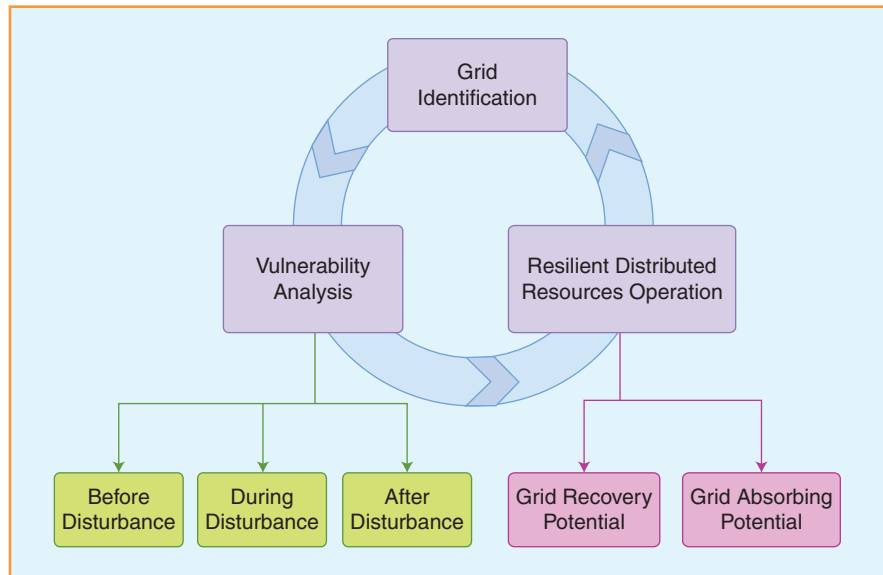 Grid
Identification
Vulnerability
Analysis
Resilient Distributed
Resources Operation
Before
Disturbance
During
Disturbance
After
Disturbance
Grid Recovery
Potential
Grid Absorbing
Potential